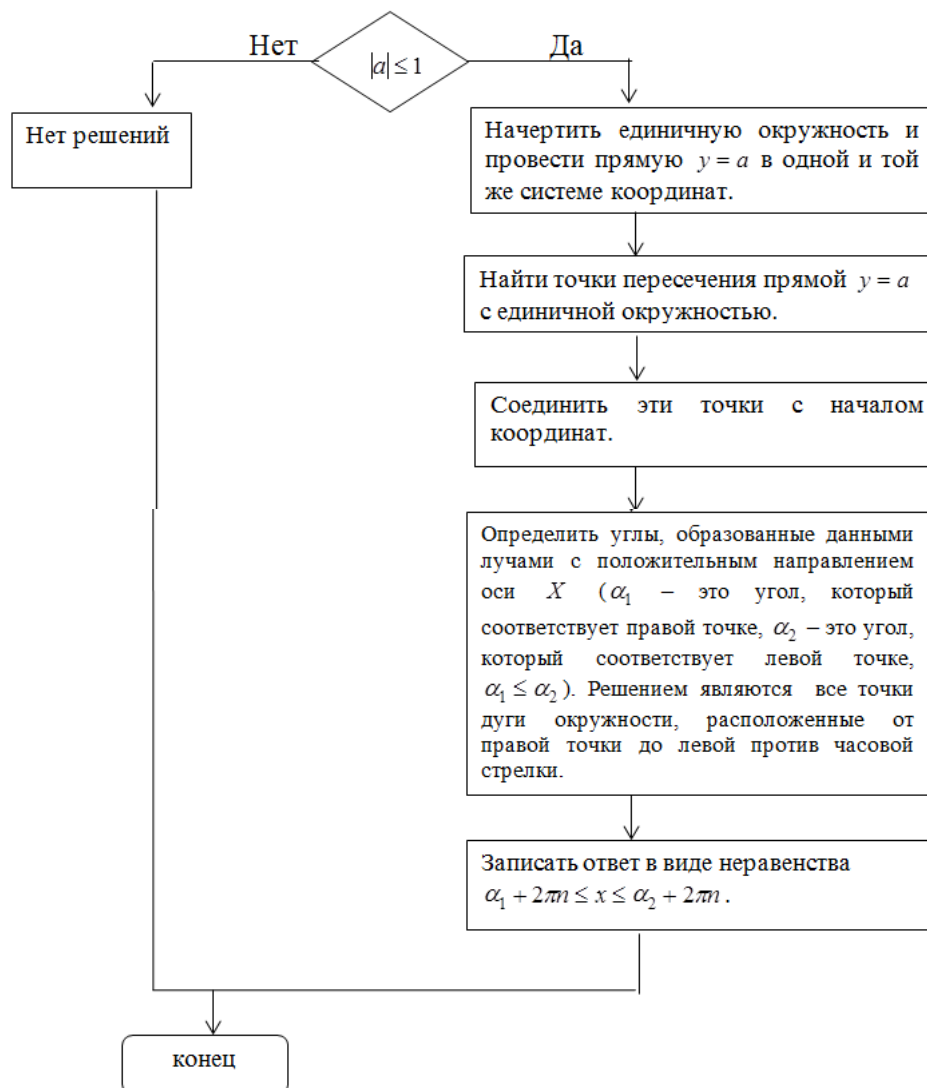 Нет
Да
|a| ≤ 1
Нет решений
Начертить единичную окружность и
провести прямую y = a в одной и той
же системе координат.
Найти точки пересечения прямой y = a
с единичной окружностью.
Соединить эти точки с началом
координат.
Определить углы, образованные данными
лучами с положительным направлением
оси X (α₁ – это угол, который
соответствует правой точке, α₂ – это угол,
который соответствует левой точке,
α₁ ≤ α₂). Решением являются все точки
дуги окружности, расположенные от
правой точки до левой против часовой
стрелки.
Записать ответ в виде неравенства
α₁ + 2πn ≤ x ≤ α₂ + 2πn.
конец